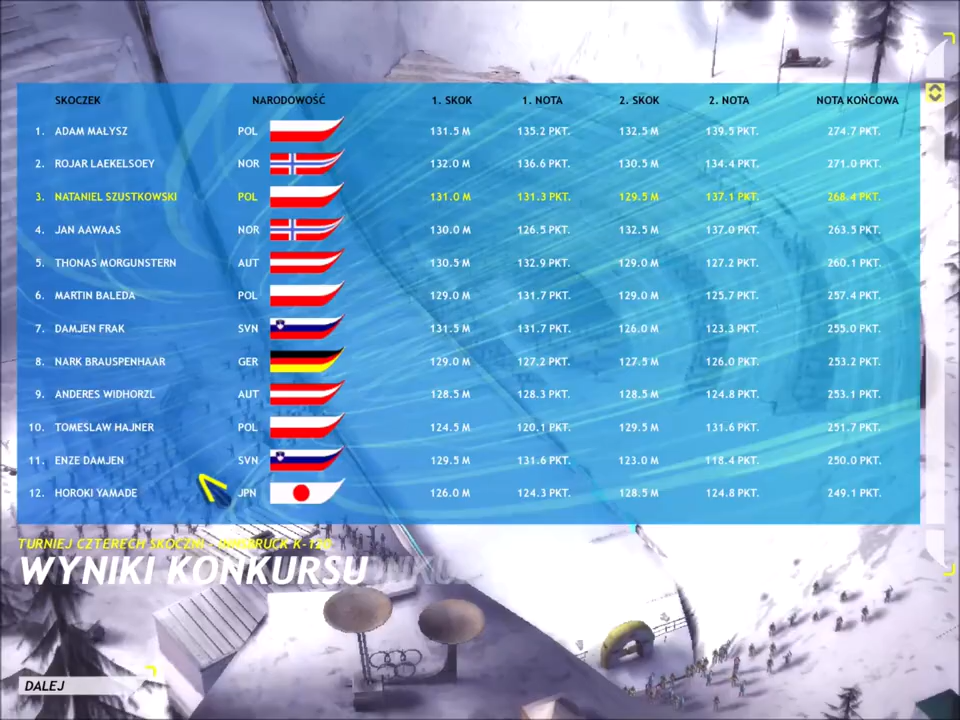 SKOCZEK NARODOWOŚĆ 1. SKOK 1. NOTA 2. SKOK 2. NOTA NOTA KOŃCOWA
1. ADAM MAŁYSZ POL 131.5 M 135.2 PKT. 132.5 M 139.5 PKT. 274.7 PKT.
2. ROJAR LAEKELSOEY NOR 132.0 M 136.6 PKT. 130.5 M 134.4 PKT. 271.0 PKT.
3. NATANIEL SZUSTKOWSKI POL 131.0 M 131.3 PKT. 129.5 M 137.1 PKT. 268.4 PKT.
4. JAN AAWAAS NOR 130.0 M 126.5 PKT. 132.5 M 137.0 PKT. 263.5 PKT.
5. THONAS MORGUNSTERN AUT 130.5 M 132.9 PKT. 129.0 M 127.2 PKT. 260.1 PKT.
6. MARTIN BALEDA POL 129.0 M 131.7 PKT. 129.0 M 125.7 PKT. 257.4 PKT.
7. DAMJEN FRAK SVN 131.5 M 131.7 PKT. 126.0 M 123.3 PKT. 255.0 PKT.
8. NARK BRAUSPENHAAR GER 129.0 M 127.2 PKT. 127.5 M 126.0 PKT. 253.2 PKT.
9. ANDERES WIDHORZL AUT 128.5 M 128.3 PKT. 128.5 M 124.8 PKT. 253.1 PKT.
10. TOMESLAW HAJNER POL 124.5 M 120.1 PKT. 129.5 M 131.6 PKT. 251.7 PKT.
11. ENZE DAMJEN SVN 129.5 M 131.6 PKT. 123.0 M 118.4 PKT. 250.0 PKT.
12. HOROKI YAMADE JPN 126.0 M 124.3 PKT. 128.5 M 124.8 PKT. 249.1 PKT.
TURNIEJ CZTERECH SKOCZNI - INNSBRUCK
WYNIKI KONKURSU
DALEJ